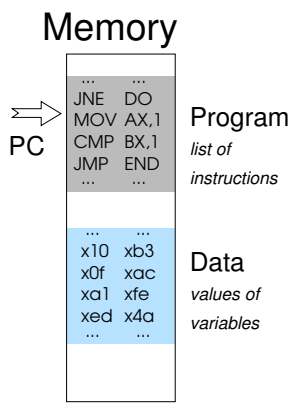 Memory
... ...
JNE DO
MOV AX,1
CMP BX,1
JMP END
... ...
PC
Program
list of
instructions
... ...
x10 xb3
x0f xac
xa1 xfe
xed x4a
... ...
Data
values of
variables